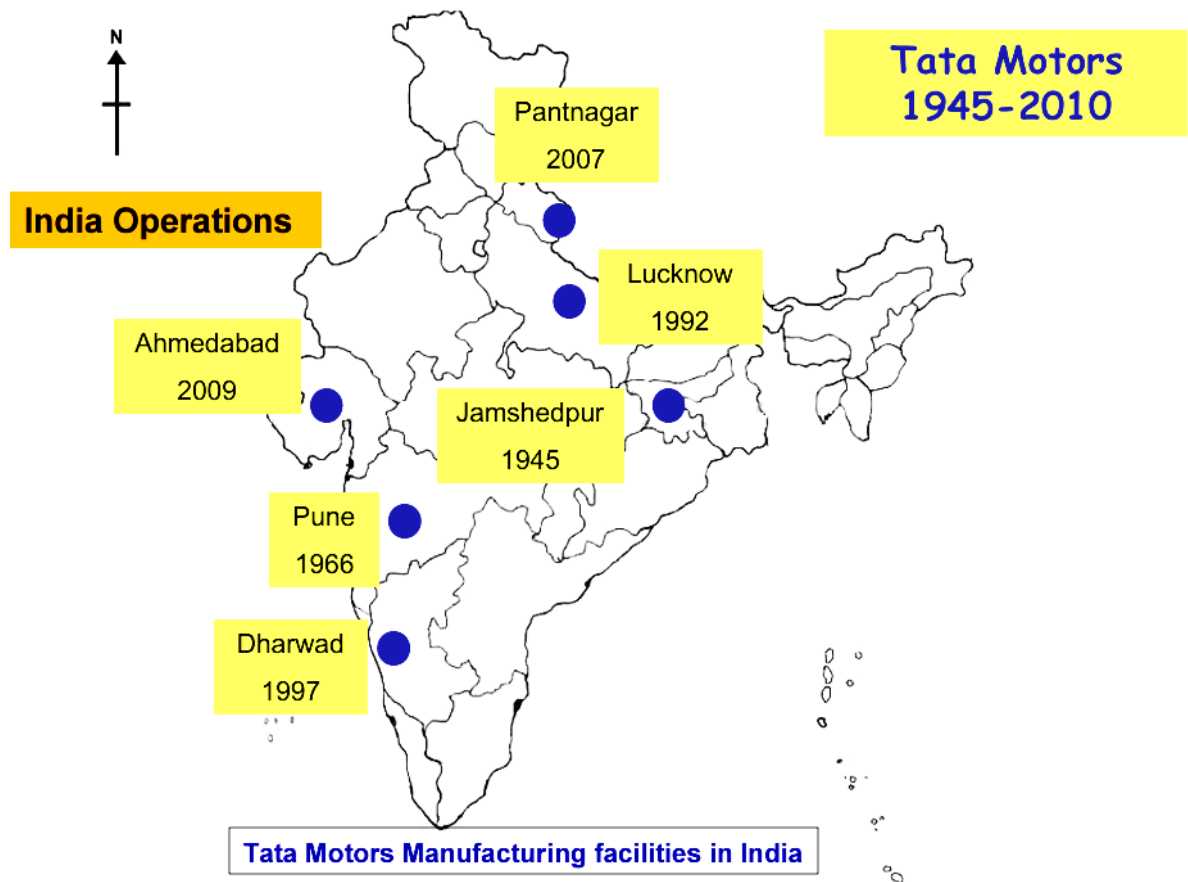 N
Tata Motors
1945-2010
Pantnagar
2007
India Operations
Lucknow
1992
Ahmedabad
2009
Jamshedpur
1945
Pune
1966
Dharwad
1997
Tata Motors Manufacturing facilities in India